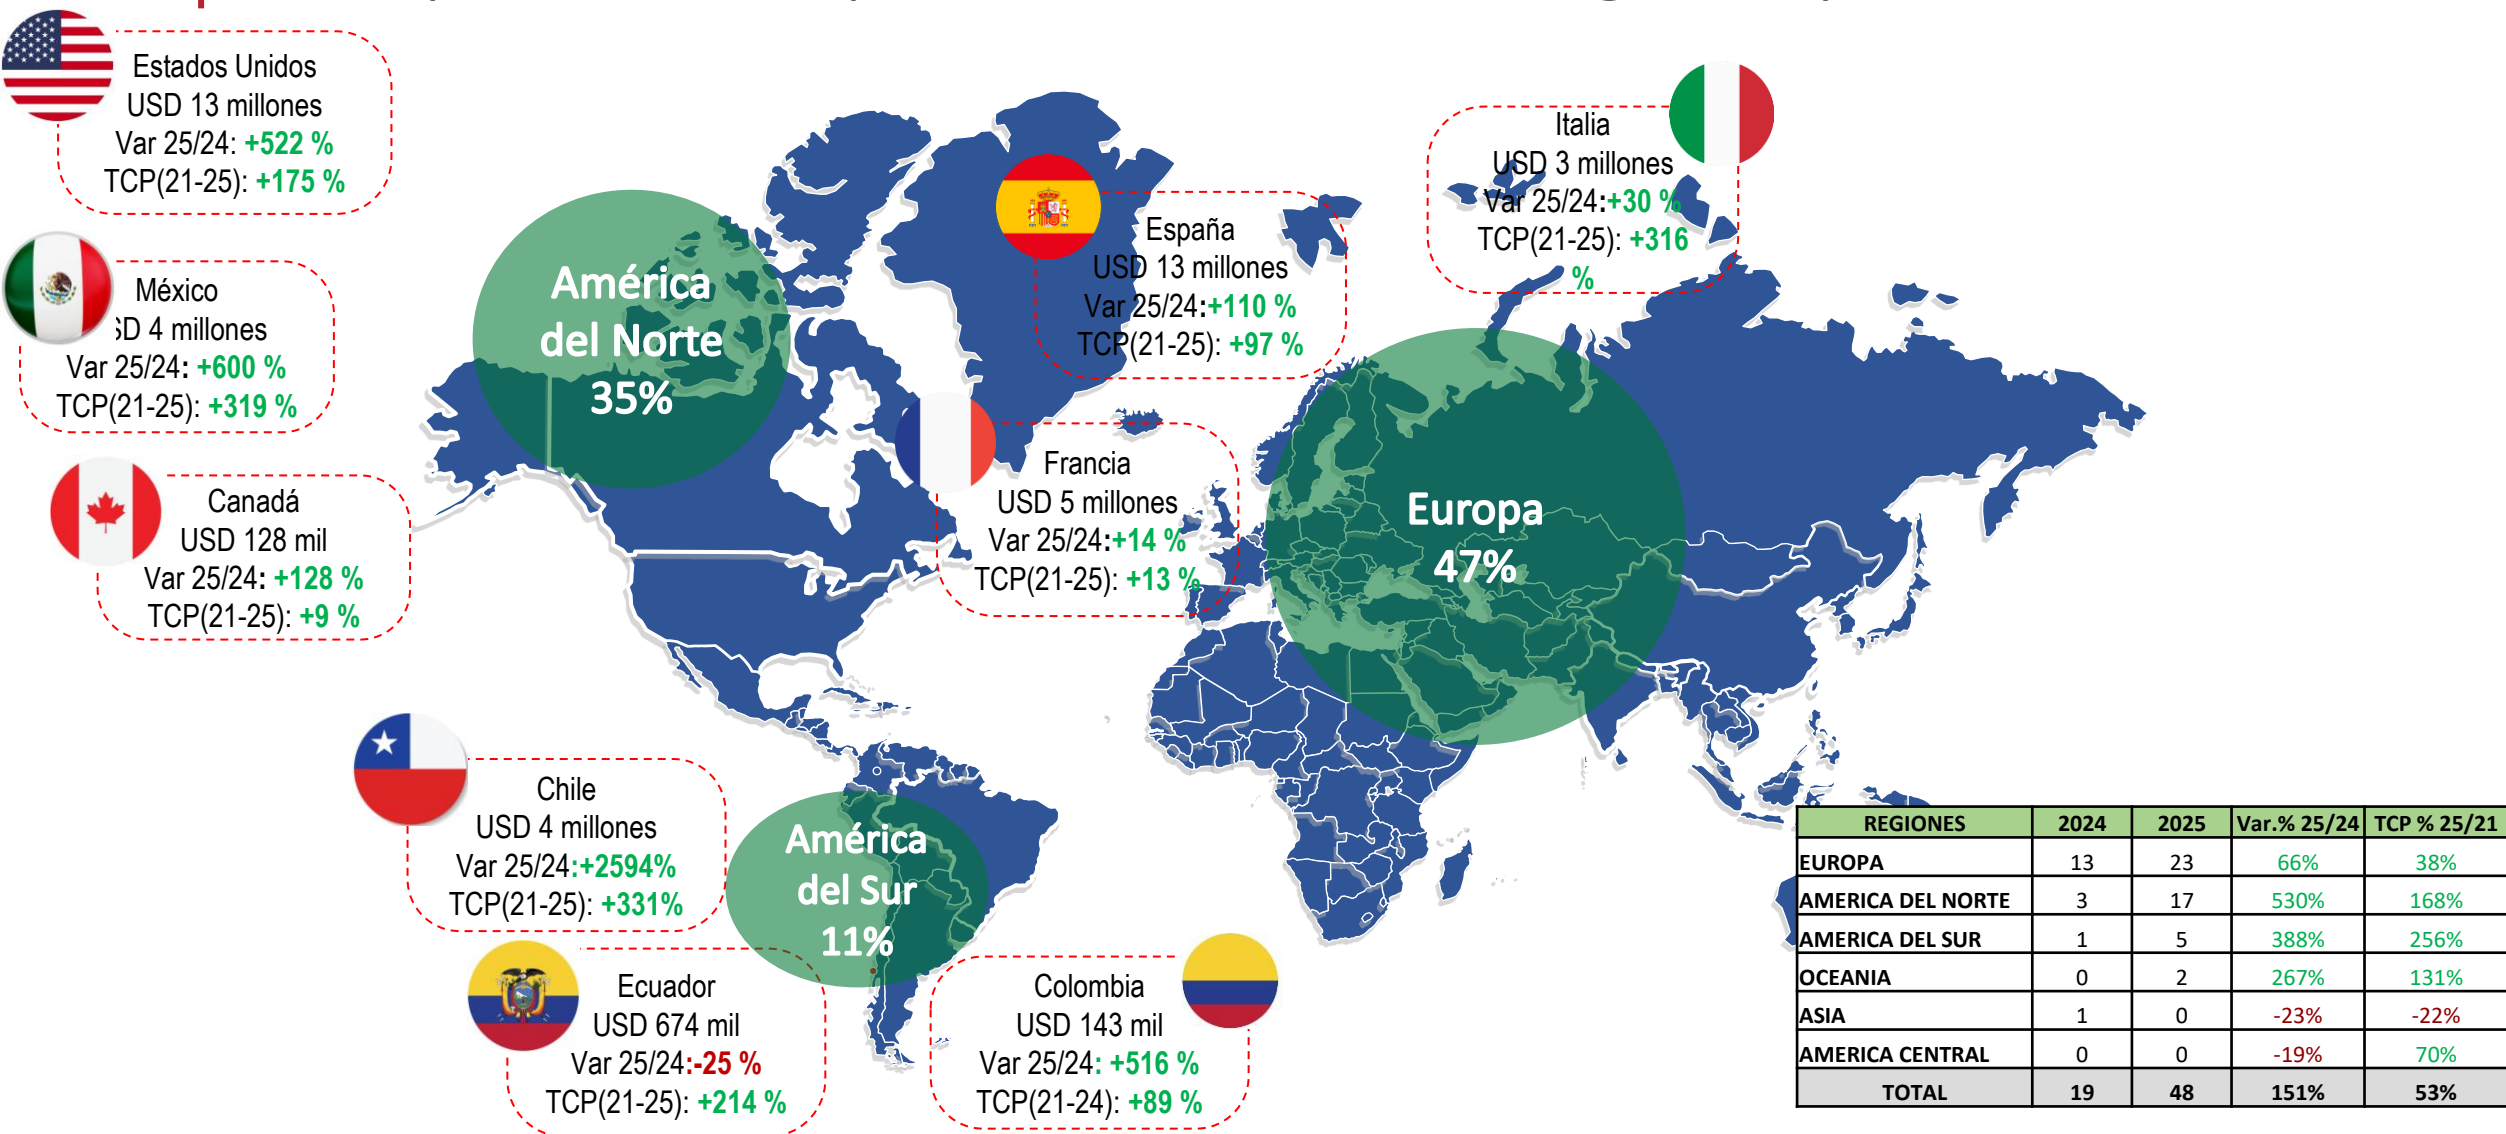 Estados Unidos
USD 13 millones
Var 25/24: +522 %
TCP(21-25): +175 %
México
SD 4 millones
Var 25/24: +600 %
TCP(21-25): +319 %
Canadá
USD 128 mil
Var 25/24: +128 %
TCP(21-25): +9 %
América
del Norte
35%
España
USD 13 millones
Var 25/24:+110 %
TCP(21-25): +97 %
Italia
USD 3 millones
Var 25/24:+30 %
TCP(21-25): +316
%
Francia
USD 5 millones
Var 25/24:+14 %
TCP(21-25): +13 %
Europa
47%
Chile
USD 4 millones
Var 25/24:+2594%
TCP(21-25): +331%
América
del Sur
11%
Ecuador
USD 674 mil
Var 25/24:-25 %
TCP(21-25): +214 %
Colombia
USD 143 mil
Var 25/24: +516 %
TCP(21-24): +89 %
REGIONES 2024 2025 Var.% 25/24 TCP % 25/21
EUROPA 13 23 66% 38%
AMERICA DEL NORTE 3 17 530% 168%
AMERICA DEL SUR 1 5 388% 256%
OCEANIA 0 2 267% 131%
ASIA 1 0 -23% -22%
AMERICA CENTRAL 0 0 -19% 70%
TOTAL 19 48 151% 53%